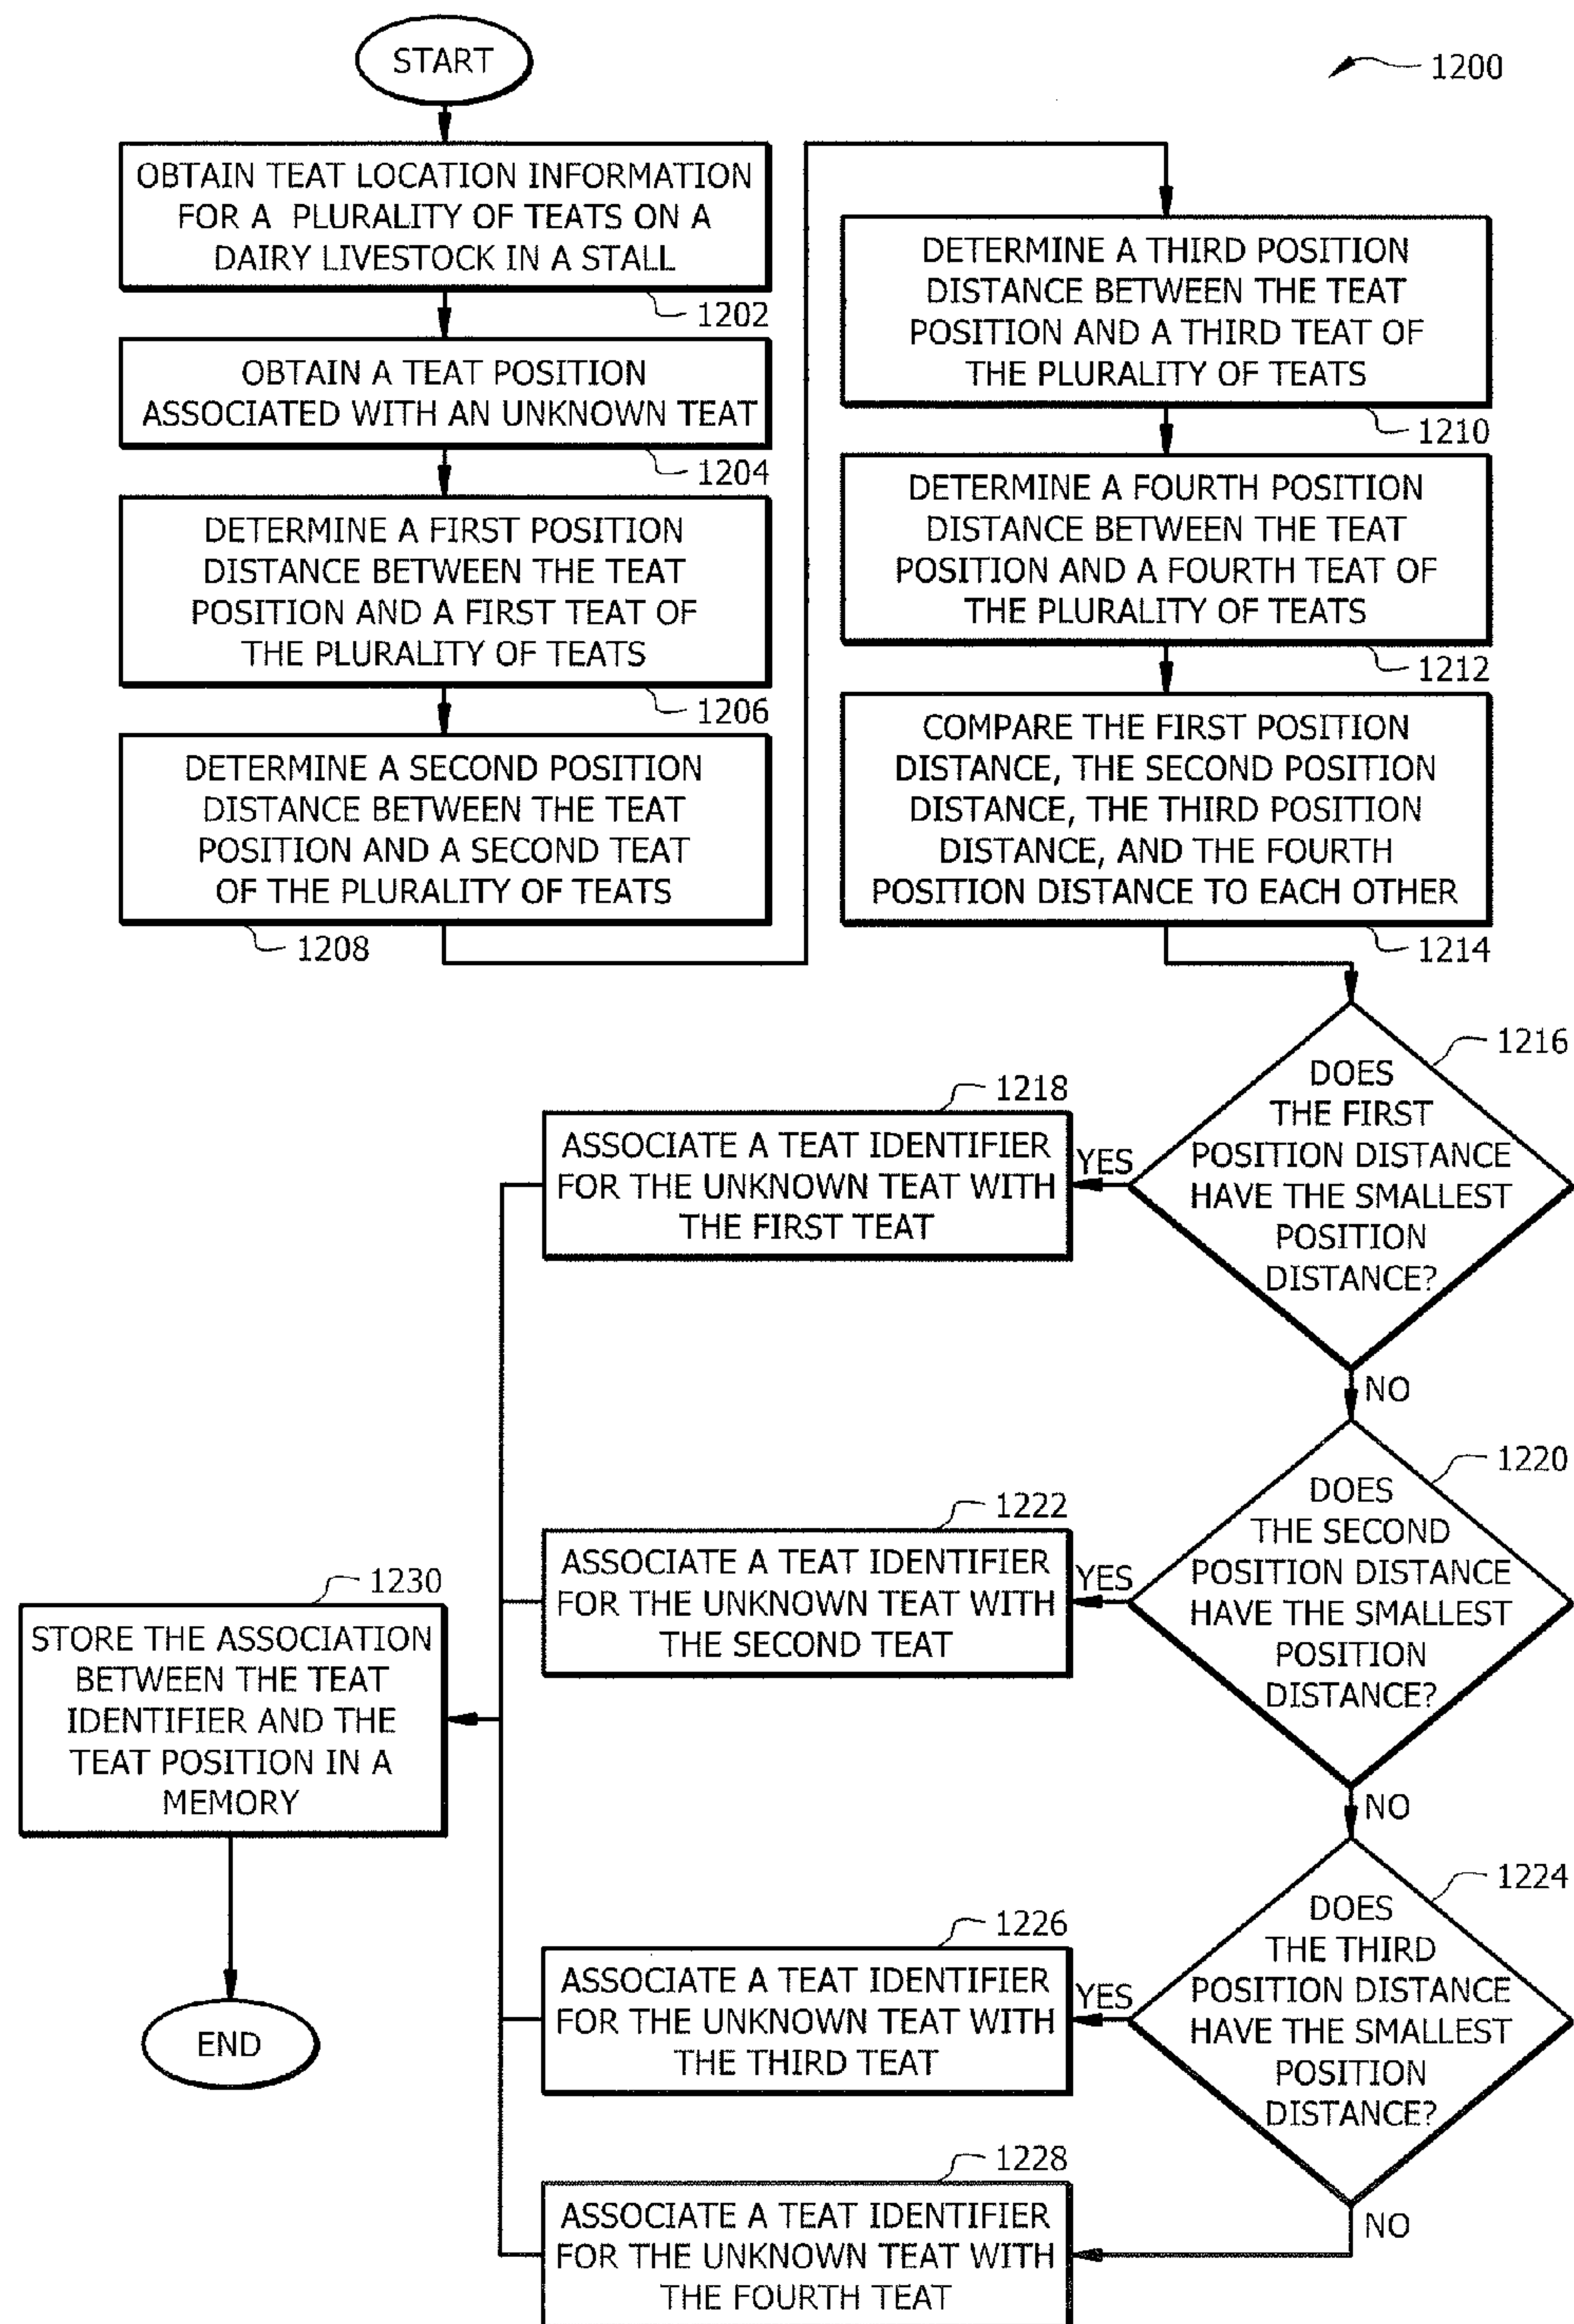 START
1200
OBTAIN TEAT LOCATION INFORMATION
FOR A PLURALITY OF TEATS ON A
DAIRY LIVESTOCK IN A STALL
1202
OBTAIN A TEAT POSITION
ASSOCIATED WITH AN UNKNOWN TEAT
1204
DETERMINE A FIRST POSITION
DISTANCE BETWEEN THE TEAT
POSITION AND A FIRST TEAT OF
THE PLURALITY OF TEATS
1206
DETERMINE A SECOND POSITION
DISTANCE BETWEEN THE TEAT
POSITION AND A SECOND TEAT
OF THE PLURALITY OF TEATS
1208
DETERMINE A THIRD POSITION
DISTANCE BETWEEN THE TEAT
POSITION AND A THIRD TEAT OF
THE PLURALITY OF TEATS
1210
DETERMINE A FOURTH POSITION
DISTANCE BETWEEN THE TEAT
POSITION AND A FOURTH TEAT OF
THE PLURALITY OF TEATS
1212
COMPARE THE FIRST POSITION
DISTANCE, THE SECOND POSITION
DISTANCE, THE THIRD POSITION
DISTANCE, AND THE FOURTH
POSITION DISTANCE TO EACH OTHER
1214
1216
DOES
THE FIRST
POSITION DISTANCE
HAVE THE SMALLEST
POSITION
DISTANCE?
YES
1218
ASSOCIATE A TEAT IDENTIFIER
FOR THE UNKNOWN TEAT WITH
THE FIRST TEAT
NO
1220
DOES
THE SECOND
POSITION DISTANCE
HAVE THE SMALLEST
POSITION
DISTANCE?
YES
1222
ASSOCIATE A TEAT IDENTIFIER
FOR THE UNKNOWN TEAT WITH
THE SECOND TEAT
NO
1224
DOES
THE THIRD
POSITION DISTANCE
HAVE THE SMALLEST
POSITION
DISTANCE?
YES
1226
ASSOCIATE A TEAT IDENTIFIER
FOR THE UNKNOWN TEAT WITH
THE THIRD TEAT
NO
1228
ASSOCIATE A TEAT IDENTIFIER
FOR THE UNKNOWN TEAT WITH
THE FOURTH TEAT
1230
STORE THE ASSOCIATION
BETWEEN THE TEAT
IDENTIFIER AND THE
TEAT POSITION IN A
MEMORY
END